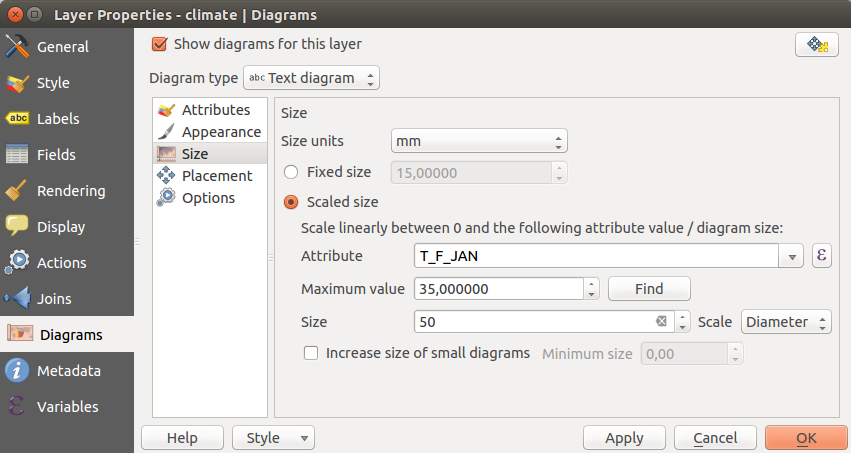 Layer Properties - climate | Diagrams
General
Style
Labels
Fields
Rendering
Display
Actions
Joins
Diagrams
Metadata
Variables
Show diagrams for this layer
Diagram type abc Text diagram
Attributes
Appearance
Size
Placement
Options
Size
Size units mm
Fixed size 15,00000
Scaled size
Scale linearly between 0 and the following attribute value / diagram size:
Attribute T_F_JAN ε
Maximum value 35,000000 Find
Size 50 Scale Diameter
Increase size of small diagrams Minimum size 0,00
Help Style Apply Cancel OK